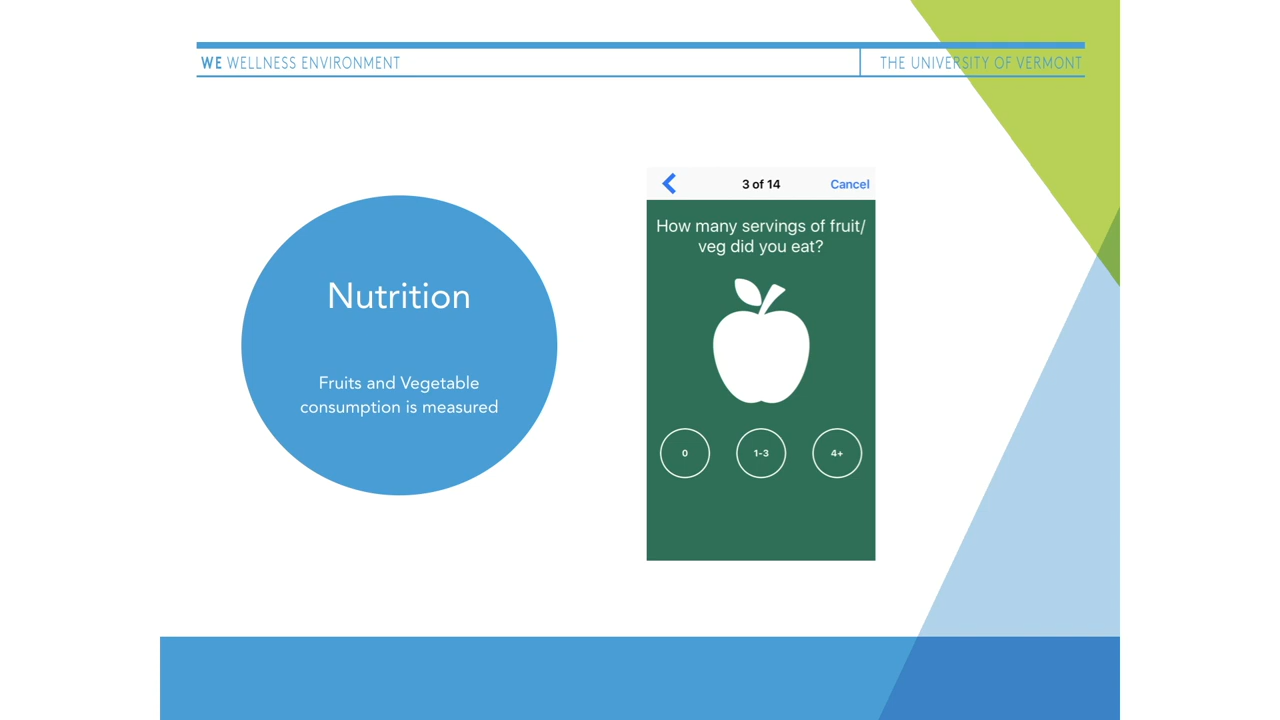 WE WELLNESS ENVIRONMENT
THE UNIVERSITY OF VERMONT
Nutrition
Fruits and Vegetable
consumption is measured
3 of 14
Cancel
How many servings of fruit/
veg did you eat?
0
1-3
4+